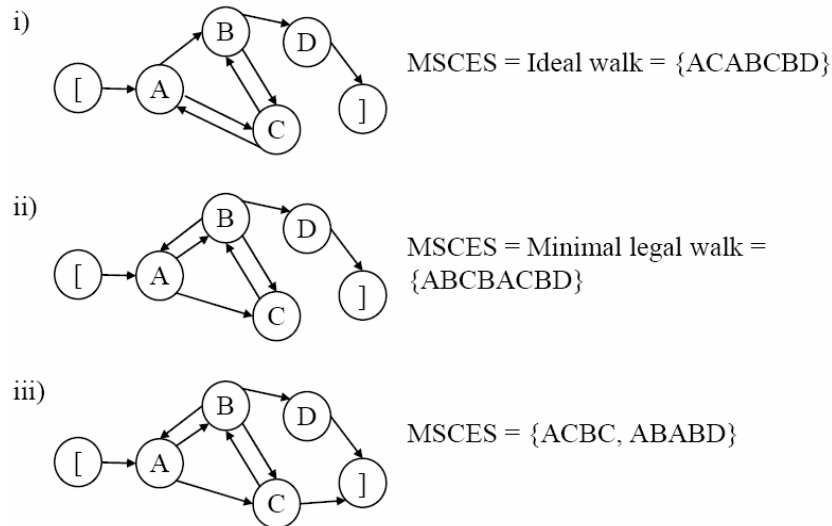 i)
B
D
[
A
C
]
MSCES = Ideal walk = {ACABCBD}
ii)
B
D
[
A
C
]
MSCES = Minimal legal walk =
{ABCBACBD}
iii)
B
D
[
A
C
]
MSCES = {ACBC, ABABD}